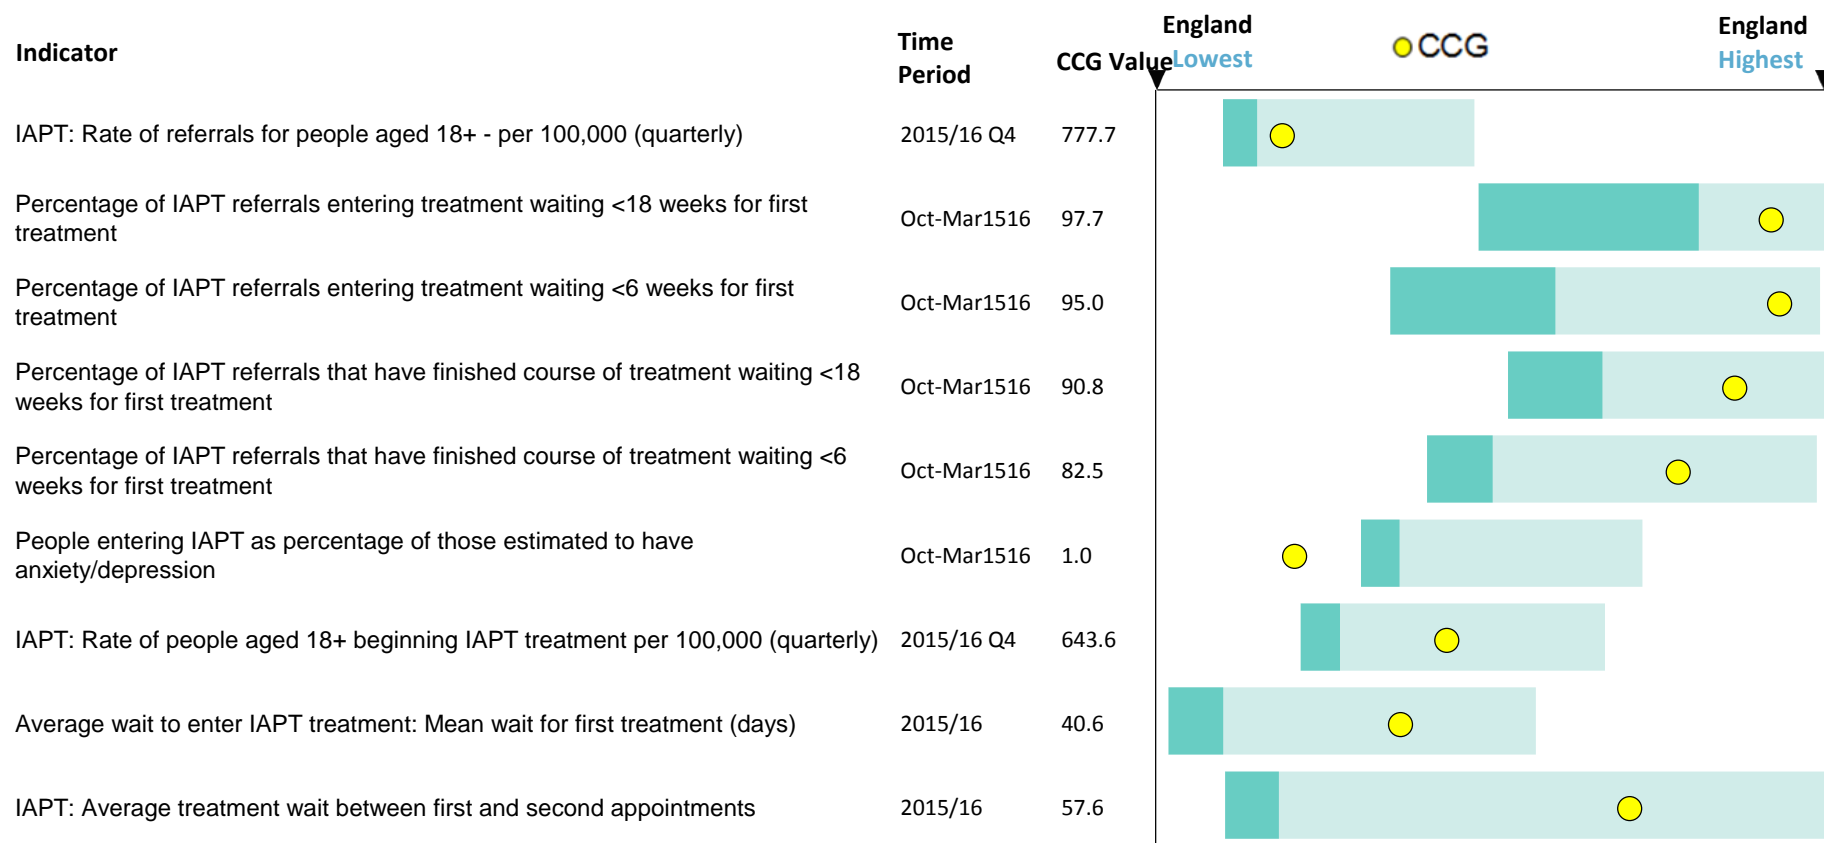 Indicator
Time
Period
CCG Value
England
Lowest
CCG
England
Highest
IAPT: Rate of referrals for people aged 18+ - per 100,000 (quarterly) 2015/16 Q4 777.7
Percentage of IAPT referrals entering treatment waiting <18 weeks for first
treatment
Oct-Mar1516 97.7
Percentage of IAPT referrals entering treatment waiting <6 weeks for first
treatment
Oct-Mar1516 95.0
Percentage of IAPT referrals that have finished course of treatment waiting <18
weeks for first treatment
Oct-Mar1516 90.8
Percentage of IAPT referrals that have finished course of treatment waiting <6
weeks for first treatment
Oct-Mar1516 82.5
People entering IAPT as percentage of those estimated to have
anxiety/depression
Oct-Mar1516 1.0
IAPT: Rate of people aged 18+ beginning IAPT treatment per 100,000 (quarterly) 2015/16 Q4 643.6
Average wait to enter IAPT treatment: Mean wait for first treatment (days) 2015/16 40.6
IAPT: Average treatment wait between first and second appointments 2015/16 57.6